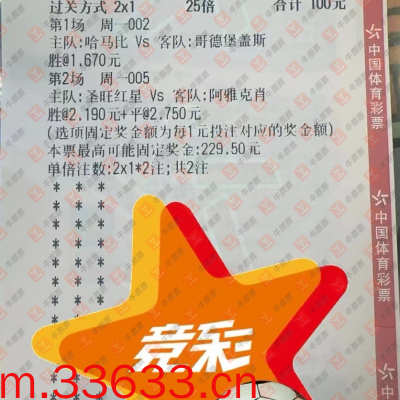 过关方式 2x1 25倍 合计 100元
第1场 周一002
主队:哈马比 Vs 客队:哥德堡盖斯
胜@1.670元
第2场 周一005
主队:圣旺红星 Vs 客队:阿雅克肖
胜@2.190元+平@2.750元
(选项固定奖金额为每1元投注对应的奖金额)
本票最高可能固定奖金:229.50元
单倍注数:2x1*2注;共2注
竞彩
m.33633.cn
中国体育彩票
中国体育彩票
中国体